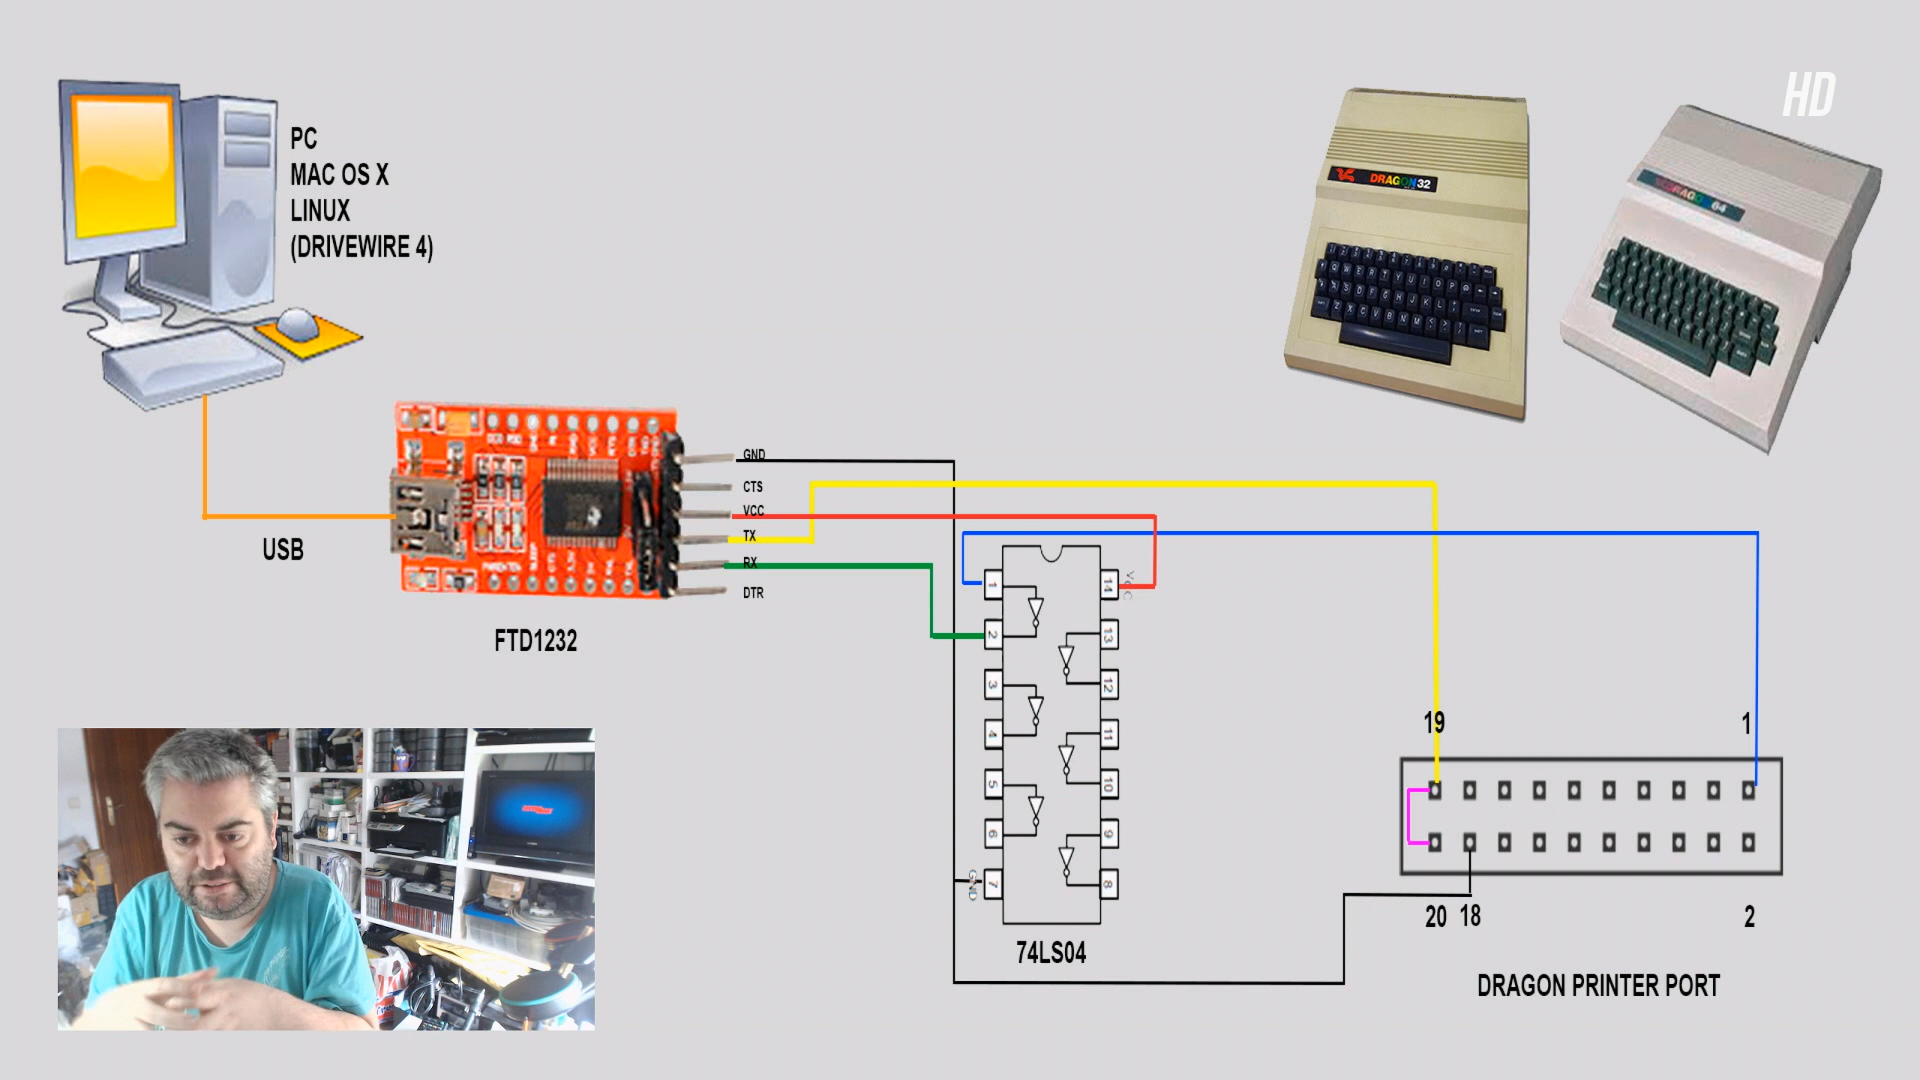 HD
PC
MAC OS X
LINUX
(DRIVEWIRE 4)
DRAGON 32
DRAGON 64
GND
CTS
VCC
TX
RX
DTR
USB
FTD1232
1
2
3
4
5
6
7
GND
14
VCC
13
12
11
10
9
8
74LS04
19
1
20
18
2
DRAGON PRINTER PORT